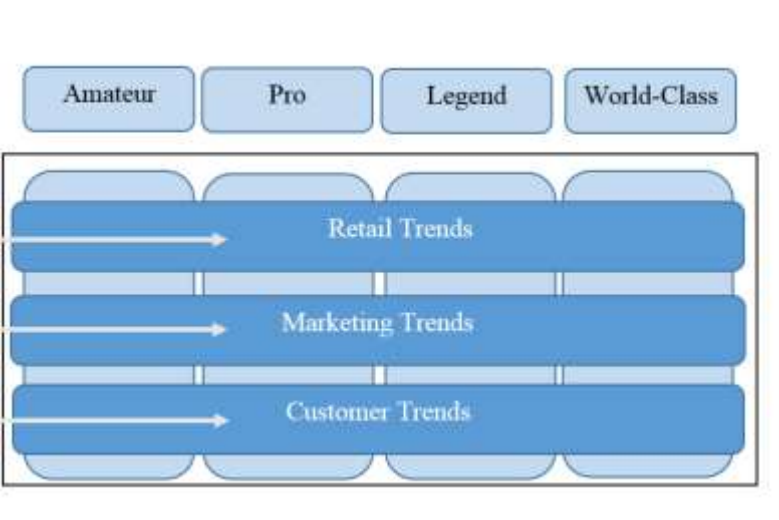 Amateur
Pro
Legend
World-Class
Retail Trends
Marketing Trends
Customer Trends